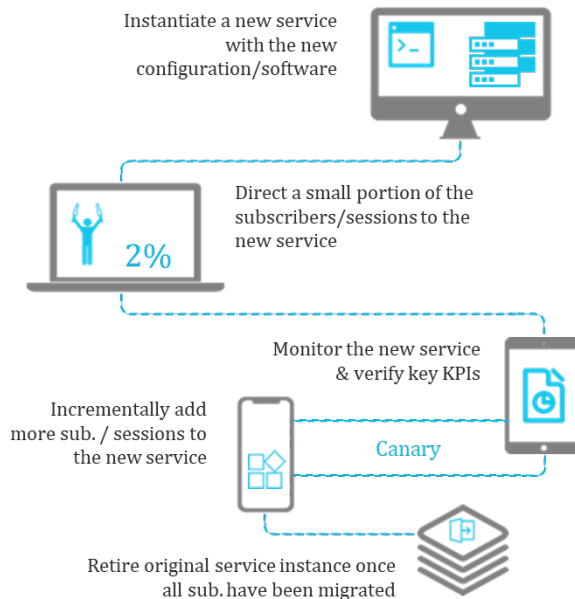 Instantiate a new service
with the new
configuration/software
Direct a small portion of the
subscribers/sessions to the
new service
2%
Monitor the new service
& verify key KPIs
Incrementally add
more sub. / sessions to
the new service
Canary
Retire original service instance once
all sub. have been migrated